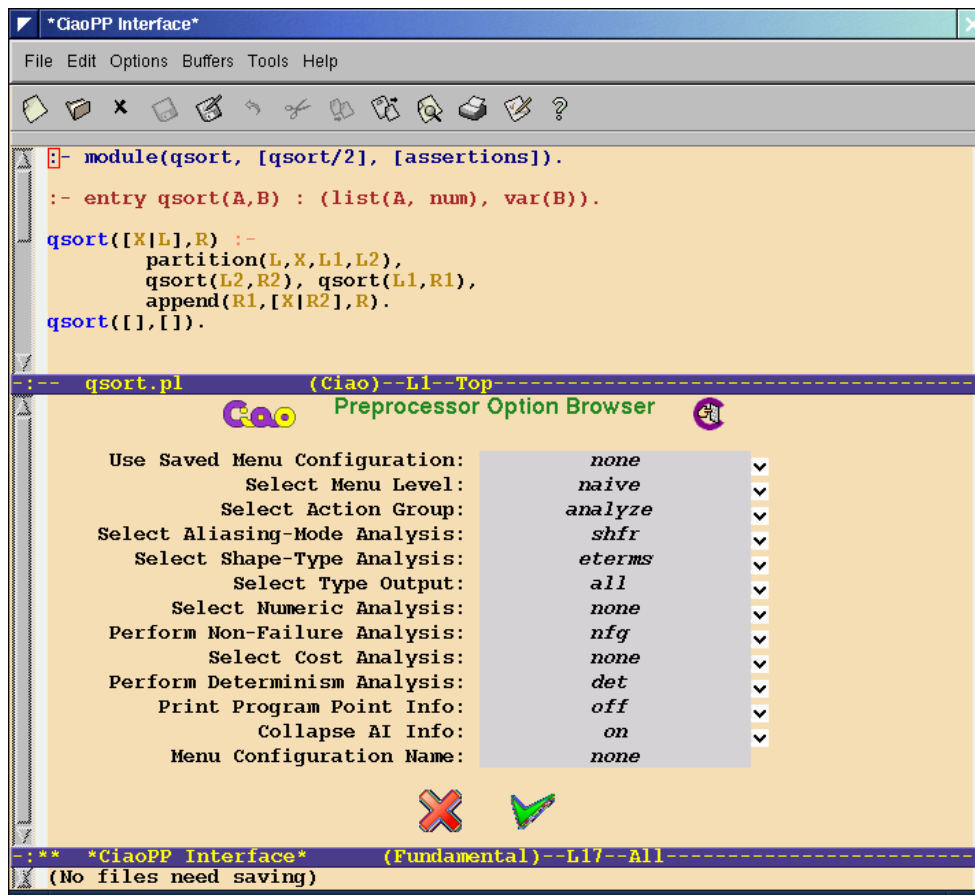 *CiaoPP Interface*
File Edit Options Buffers Tools Help
:- module(qsort, [qsort/2], [assertions]).
:- entry qsort(A,B) : (list(A, num), var(B)).
qsort([X|L],R) :-
partition(L,X,L1,L2),
qsort(L2,R2), qsort(L1,R1),
append(R1,[X|R2],R).
qsort([],[]).
-:-- qsort.pl (Ciao)--L1--Top--------------------------------------
Ciao Preprocessor Option Browser
Use Saved Menu Configuration: none
Select Menu Level: naive
Select Action Group: analyze
Select Aliasing-Mode Analysis: shfr
Select Shape-Type Analysis: eterms
Select Type Output: all
Select Numeric Analysis: none
Perform Non-Failure Analysis: nfg
Select Cost Analysis: none
Perform Determinism Analysis: det
Print Program Point Info: off
Collapse AI Info: on
Menu Configuration Name: none
-:** *CiaoPP Interface* (Fundamental)--L17--All-------------------------
(No files need saving)